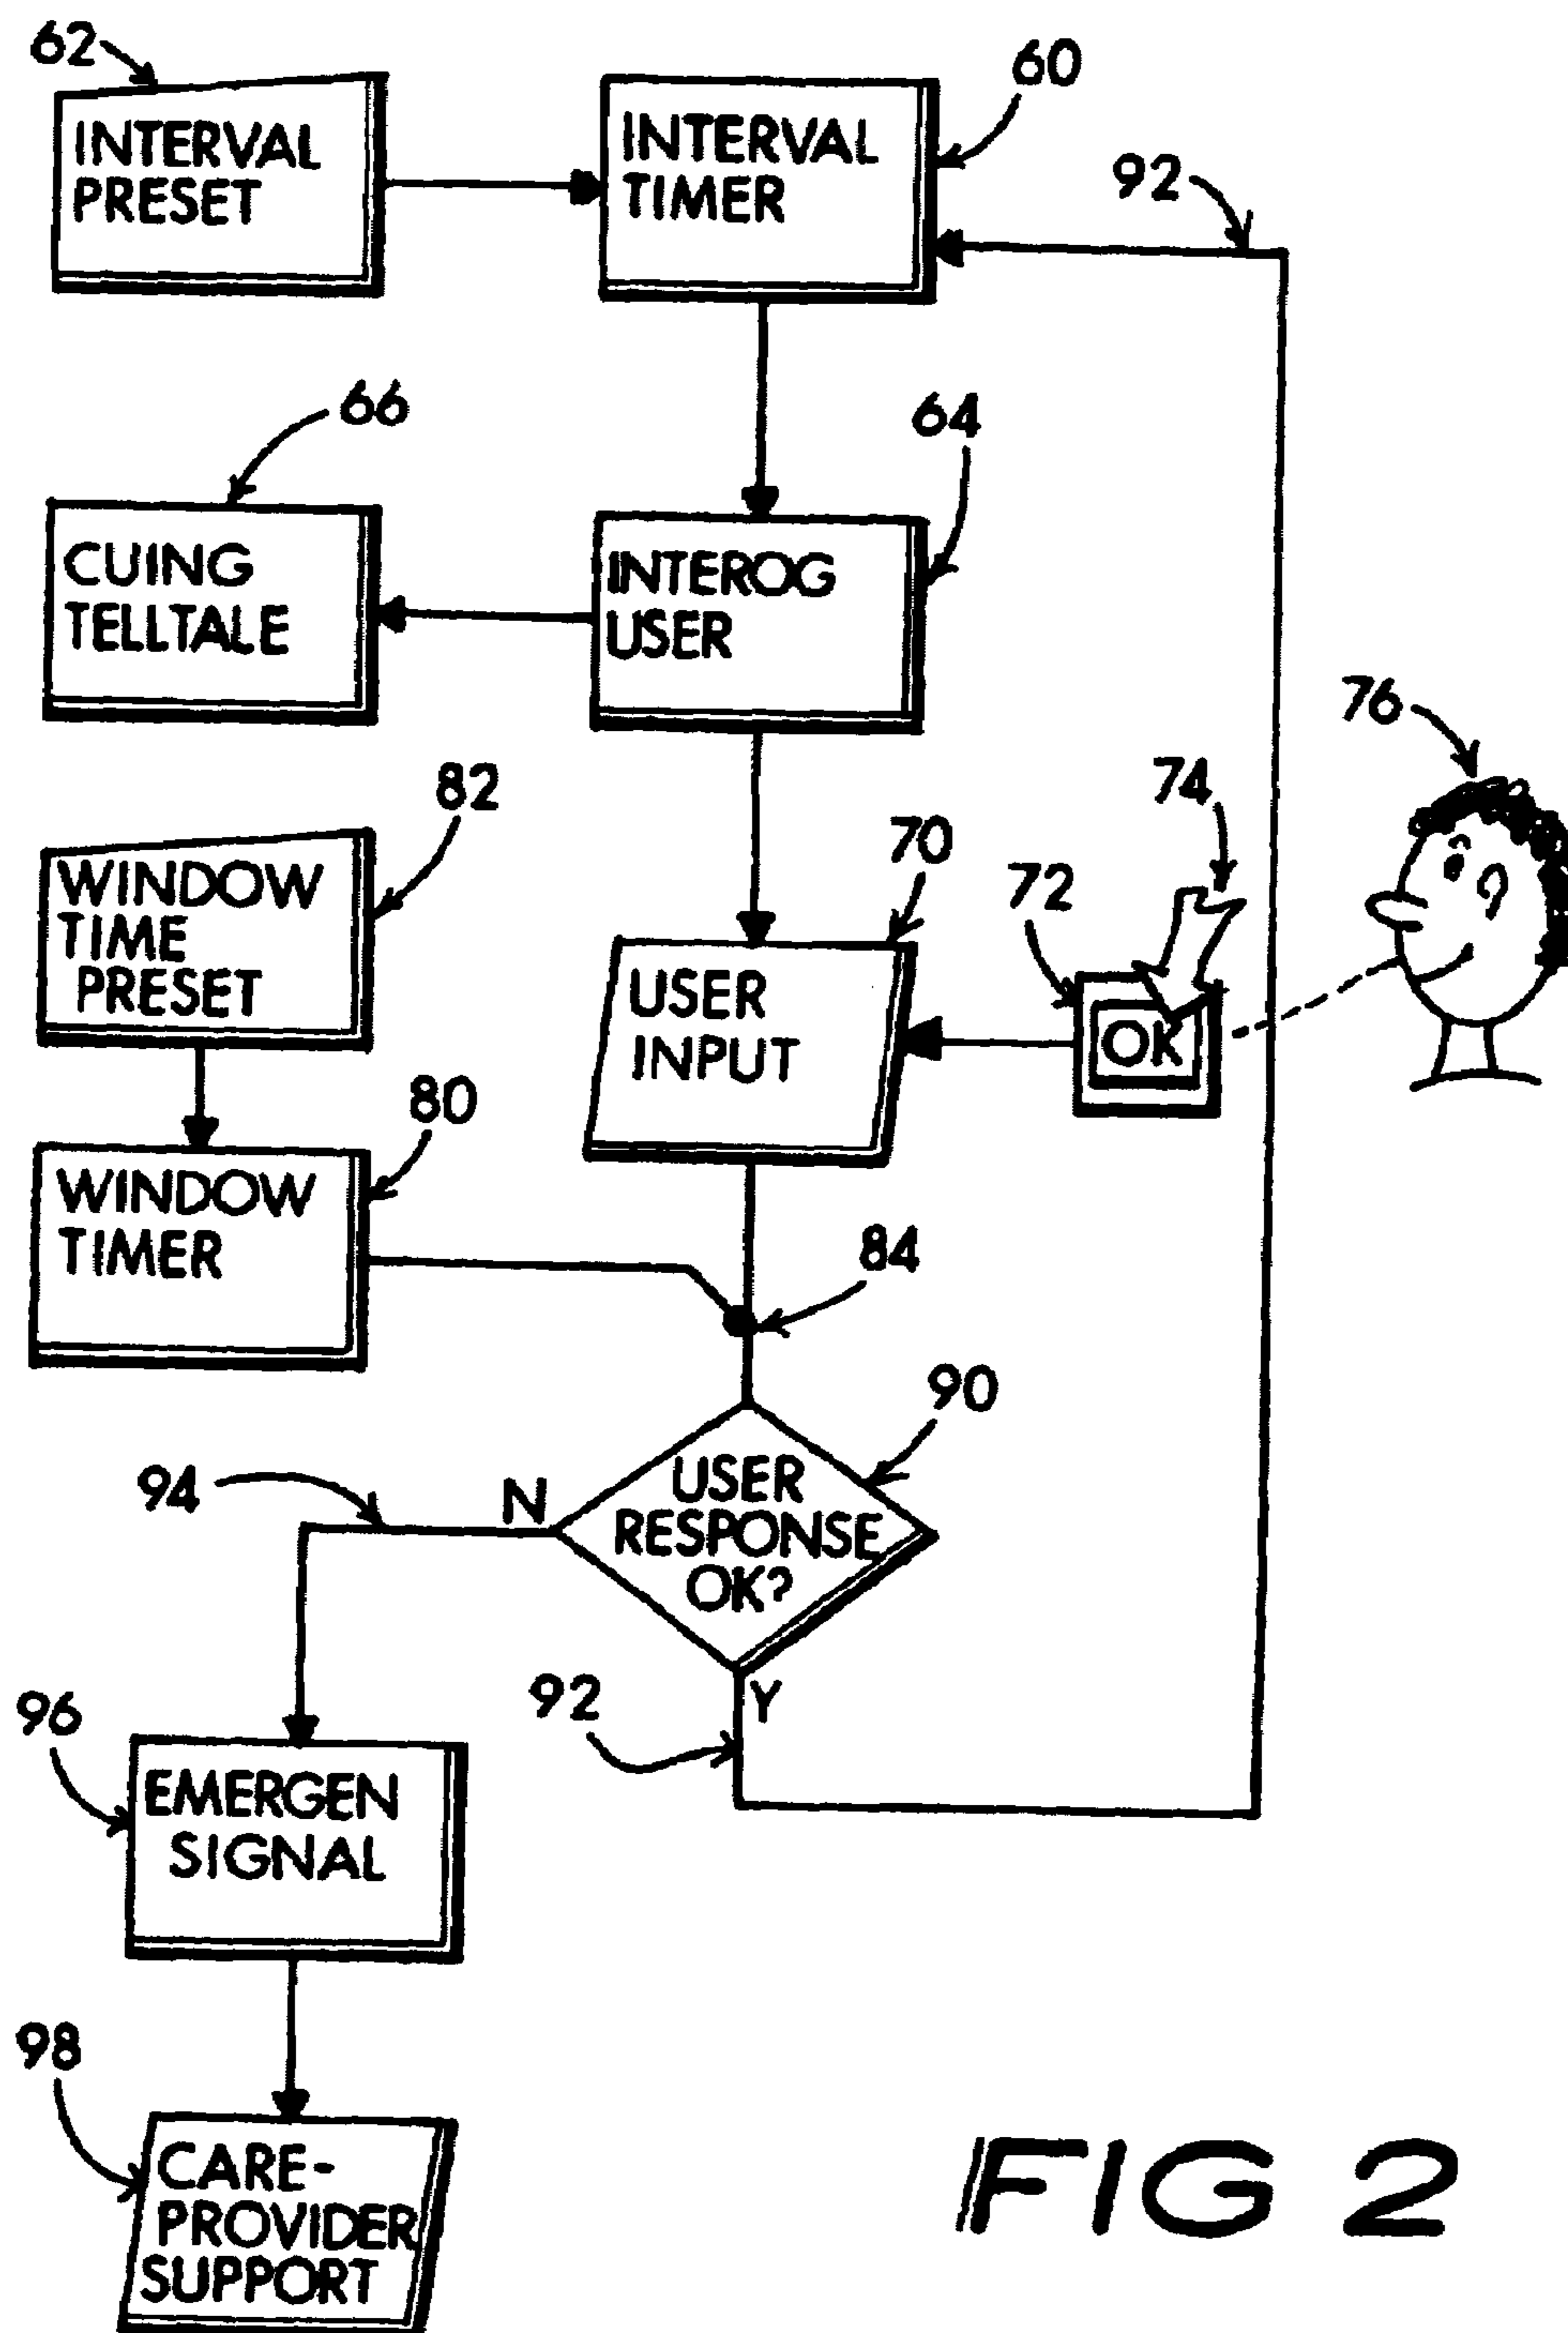 62
60
INTERVAL
PRESET
INTERVAL
TIMER
92
66
64
CUING
TELLTALE
INTEROG
USER
76
82
74
70
72
WINDOW
TIME
PRESET
USER
INPUT
OK
80
WINDOW
TIMER
84
90
94
N
USER
RESPONSE
OK?
92
Y
96
EMERGEN
SIGNAL
98
CARE-
PROVIDER
SUPPORT
FIG 2